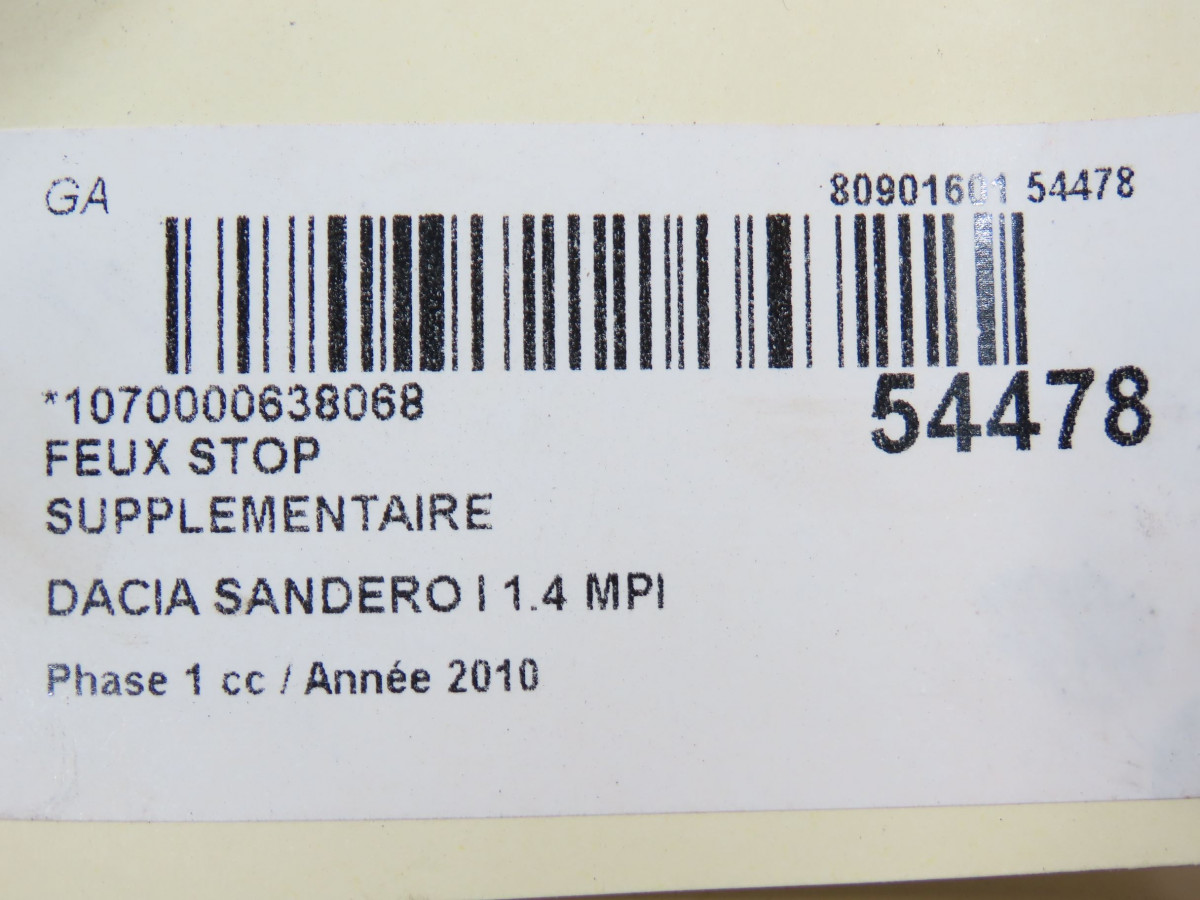 GA
80901601 54478
*1070000638068
54478
FEUX STOP
SUPPLEMENTAIRE
DACIA SANDERO I 1.4 MPI
Phase 1 cc / Année 2010